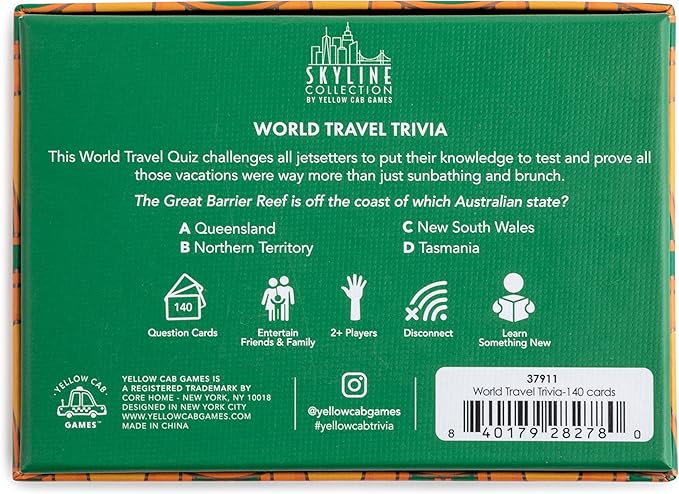 SKYLINE
COLLECTION
BY YELLOW CAB GAMES
WORLD TRAVEL TRIVIA
This World Travel Quiz challenges all jetsetters to put their knowledge to test and prove all
those vacations were way more than just sunbathing and brunch.
The Great Barrier Reef is off the coast of which Australian state?
A Queensland
B Northern Territory
C New South Wales
D Tasmania
140
Question Cards
Entertain
Friends & Family
2+ Players
Disconnect
Learn
Something New
YELLOW CAB
GAMES™
YELLOW CAB GAMES IS
A REGISTERED TRADEMARK BY
CORE HOME - NEW YORK, NY 10018
DESIGNED IN NEW YORK CITY
WWW.YELLOWCABGAMES.COM
MADE IN CHINA
@yellowcabgames
#yellowcabtrivia
37911
World Travel Trivia-140 cards
8 40179 28278 0